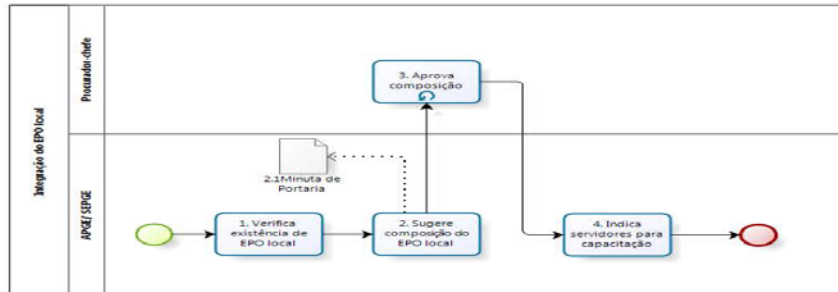 Integração do EPO local
Procurador-chefe
3. Aprova
composição
2.1Minuta de
Portaria
APGE/ SEPGE
1. Verifica
existência de
EPO local
2. Sugere
composição do
EPO local
4. Indica
servidores para
capacitação